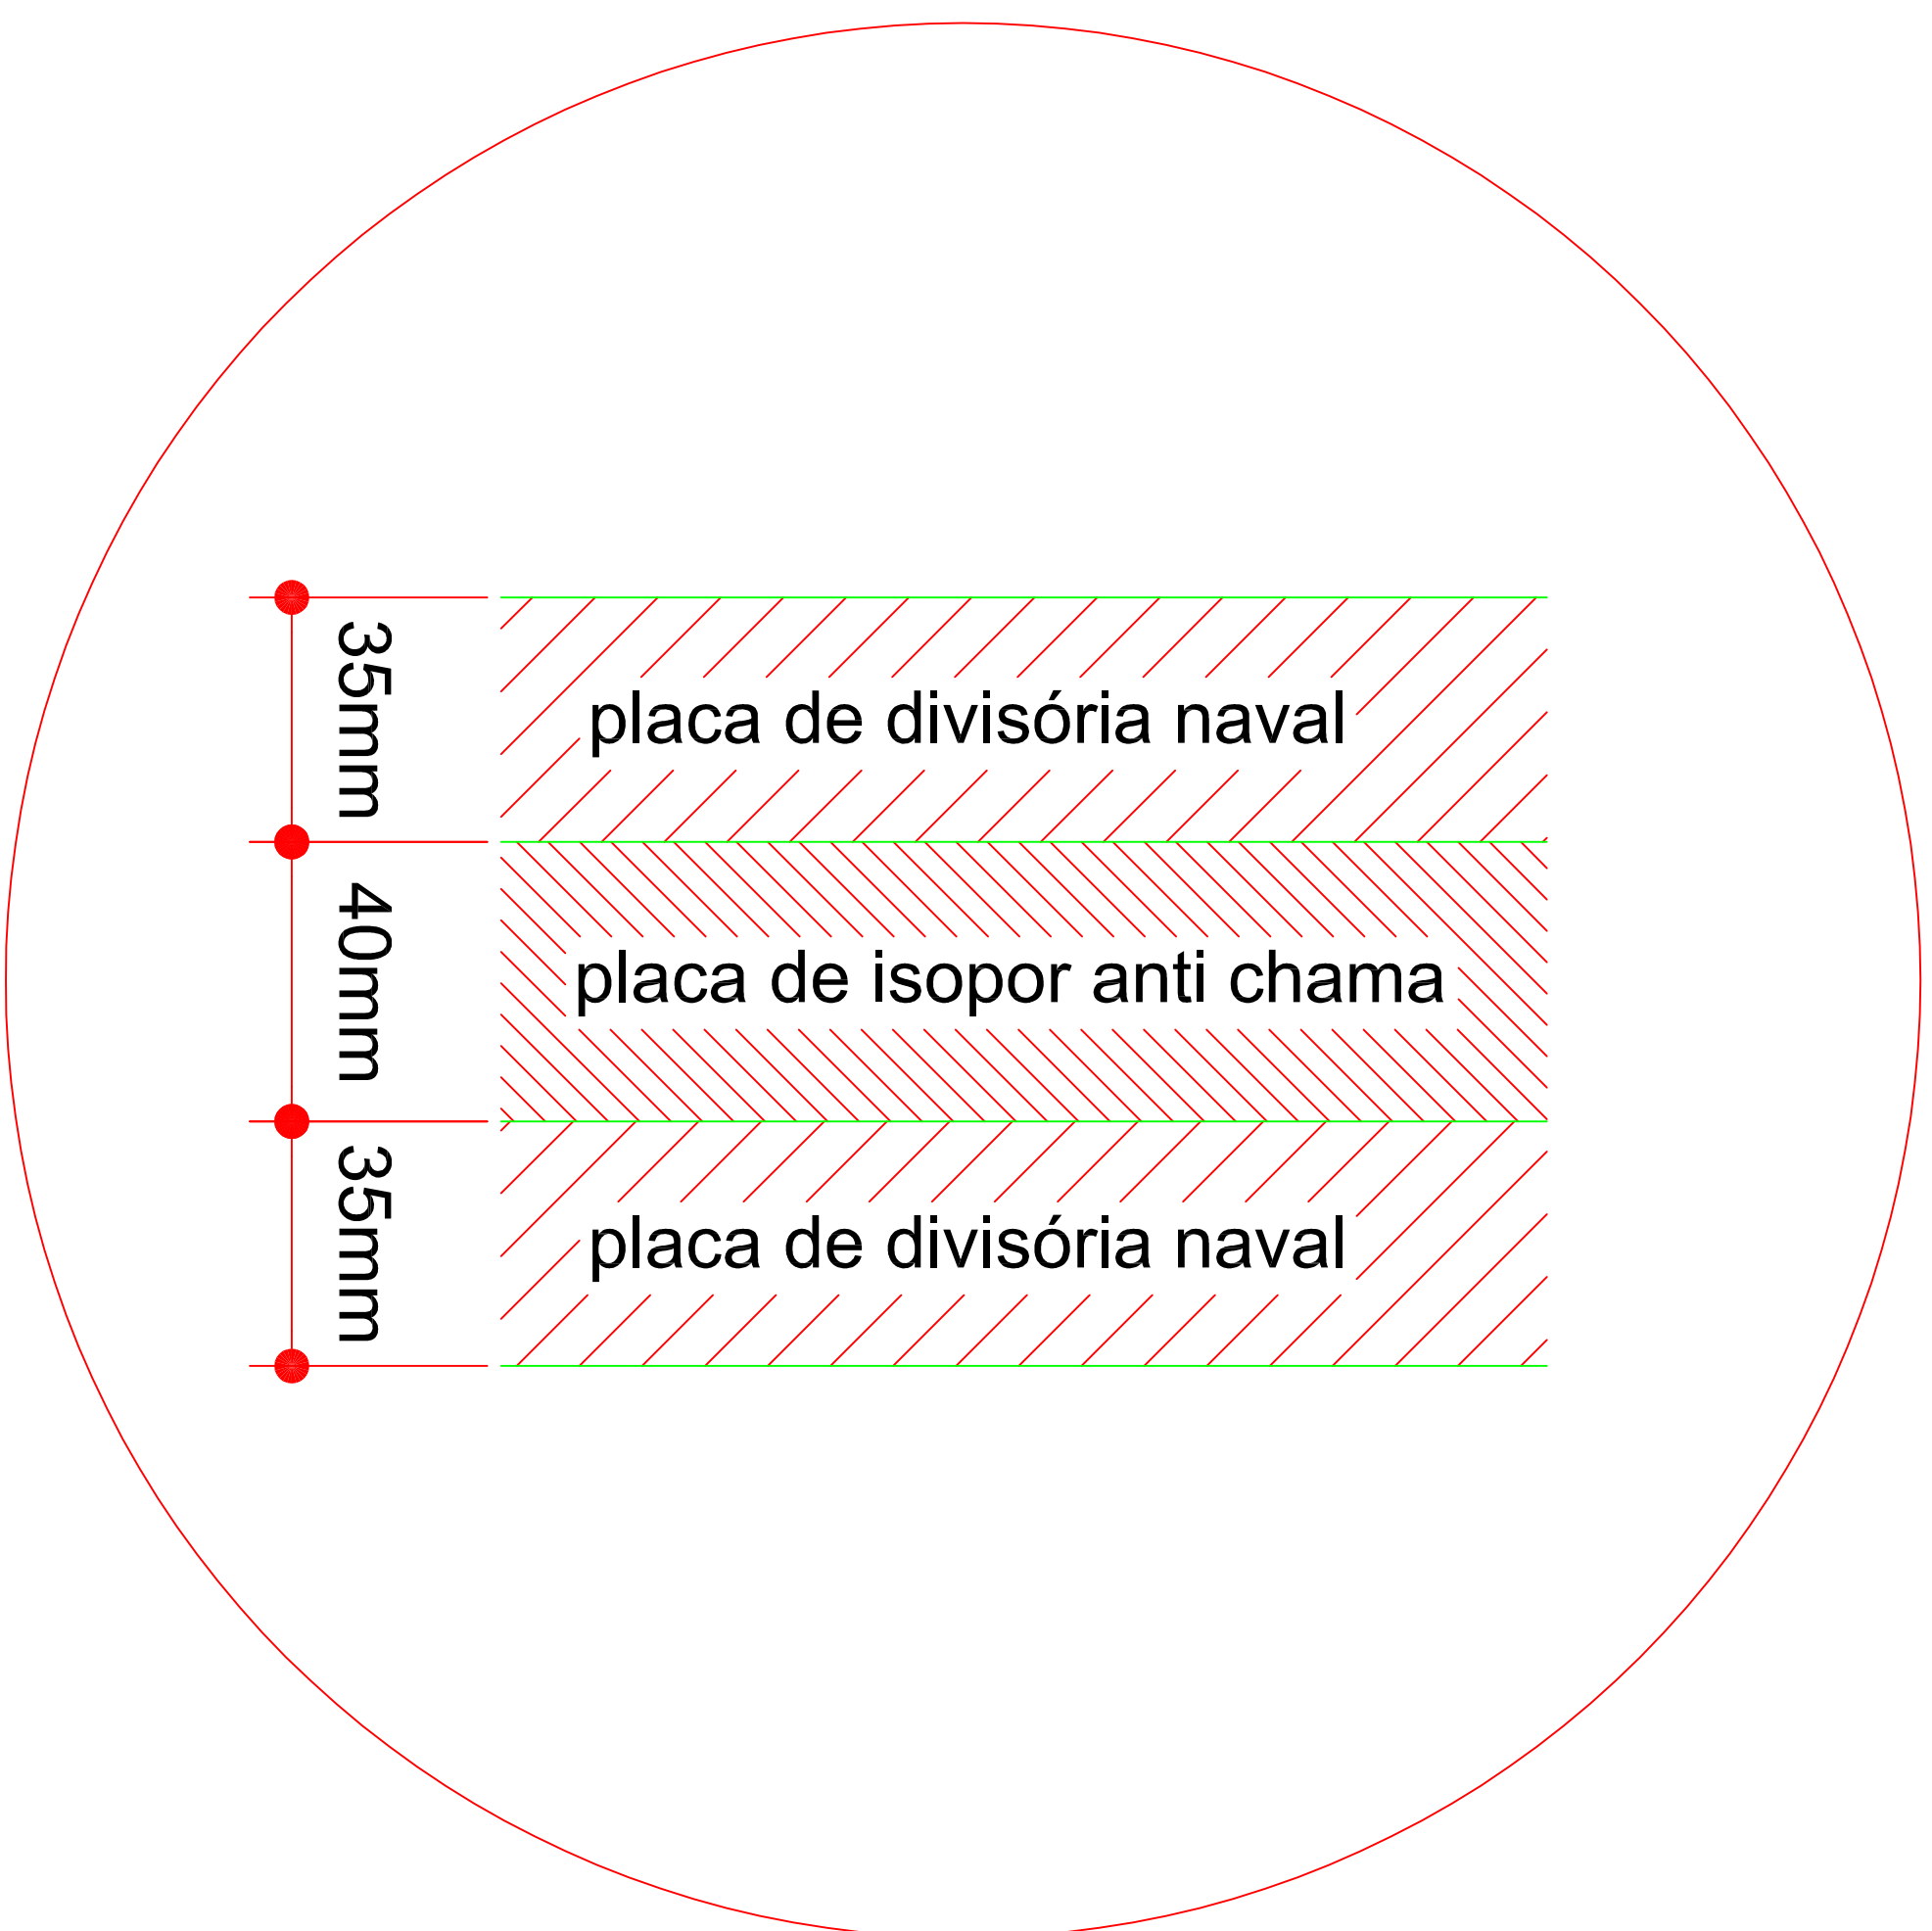 35mm
placa de divisória naval
40mm
placa de isopor anti chama
35mm
placa de divisória naval